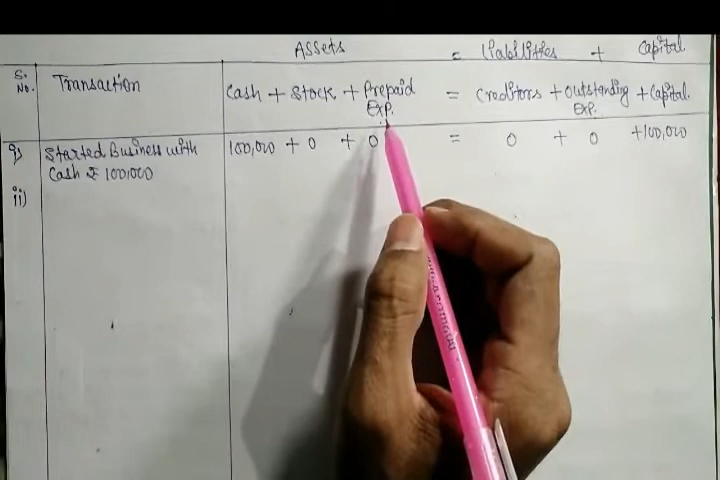 Assets = Liabilities + Capital
S. No. Transaction Cash + Stock + Prepaid Exp. = Creditors + Outstanding Exp. + Capital.
i) Started Business with 100,000 + 0 + 0 = 0 + 0 +100,000
Cash ₹ 100,000
ii)